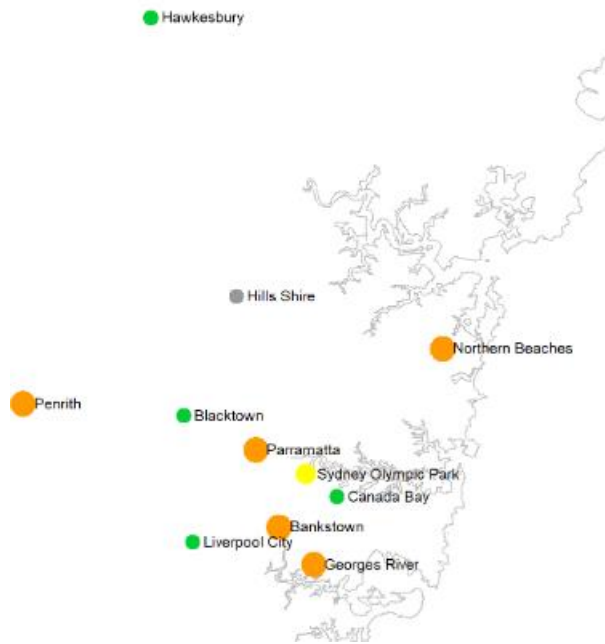 Hawkesbury
Hills Shire
Northern Beaches
Penrith
Blacktown
Parramatta
Sydney Olympic Park
Canada Bay
Bankstown
Liverpool City
Georges River